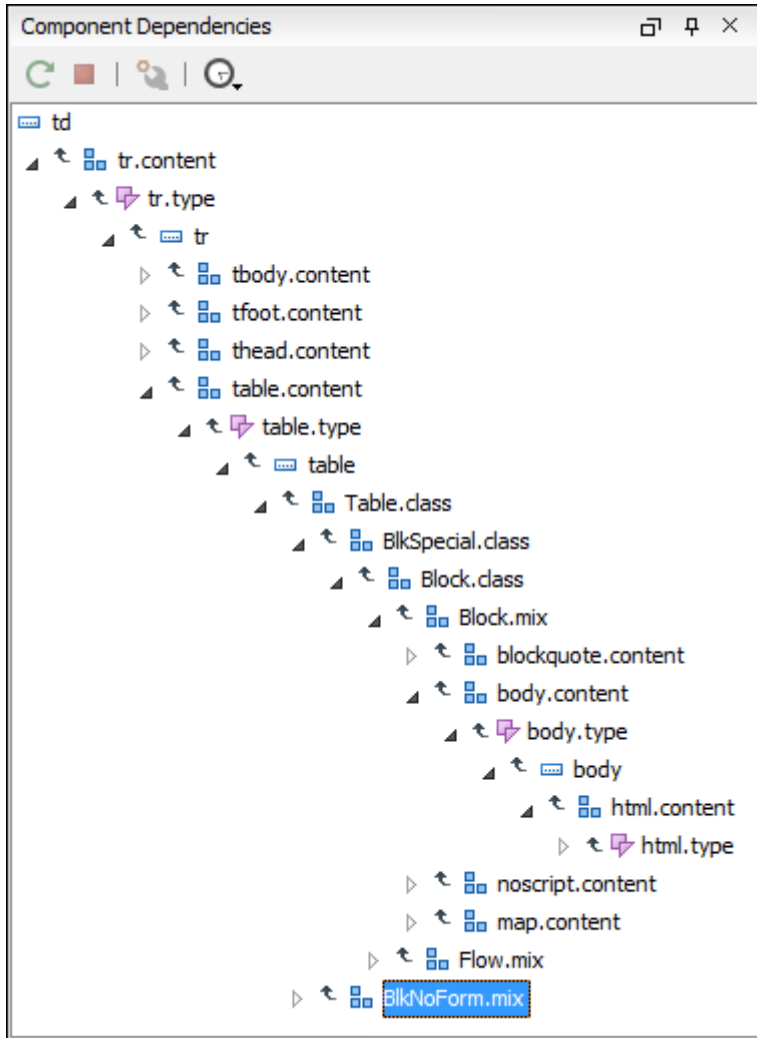 Component Dependencies
td
tr.content
tr.type
tr
tbody.content
tfoot.content
thead.content
table.content
table.type
table
Table.class
BlkSpecial.class
Block.class
Block.mix
blockquote.content
body.content
body.type
body
html.content
html.type
noscript.content
map.content
Flow.mix
BlkNoForm.mix